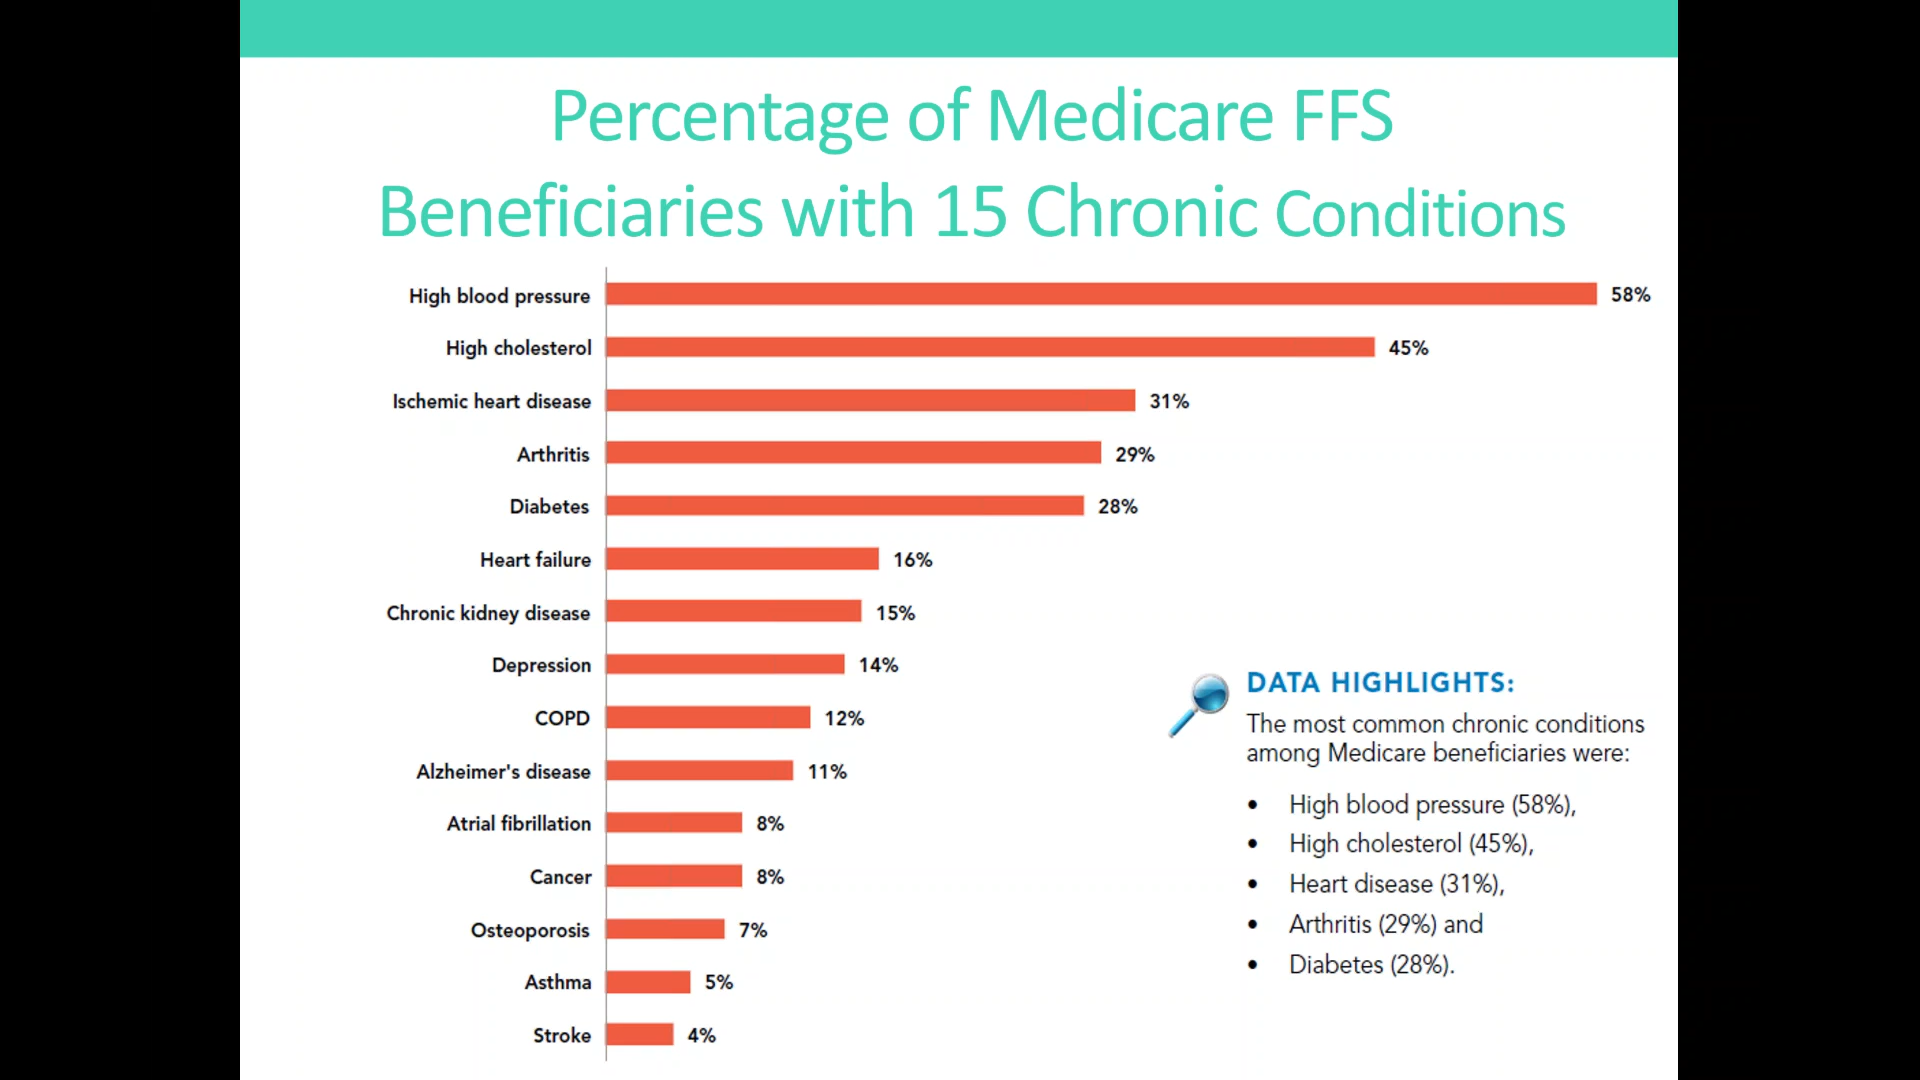 Percentage of Medicare FFS
Beneficiaries with 15 Chronic Conditions
High blood pressure 58%
High cholesterol 45%
Ischemic heart disease 31%
Arthritis 29%
Diabetes 28%
Heart failure 16%
Chronic kidney disease 15%
Depression 14%
COPD 12%
Alzheimer's disease 11%
Atrial fibrillation 8%
Cancer 8%
Osteoporosis 7%
Asthma 5%
Stroke 4%
DATA HIGHLIGHTS:
The most common chronic conditions
among Medicare beneficiaries were:
• High blood pressure (58%),
• High cholesterol (45%),
• Heart disease (31%),
• Arthritis (29%) and
• Diabetes (28%).